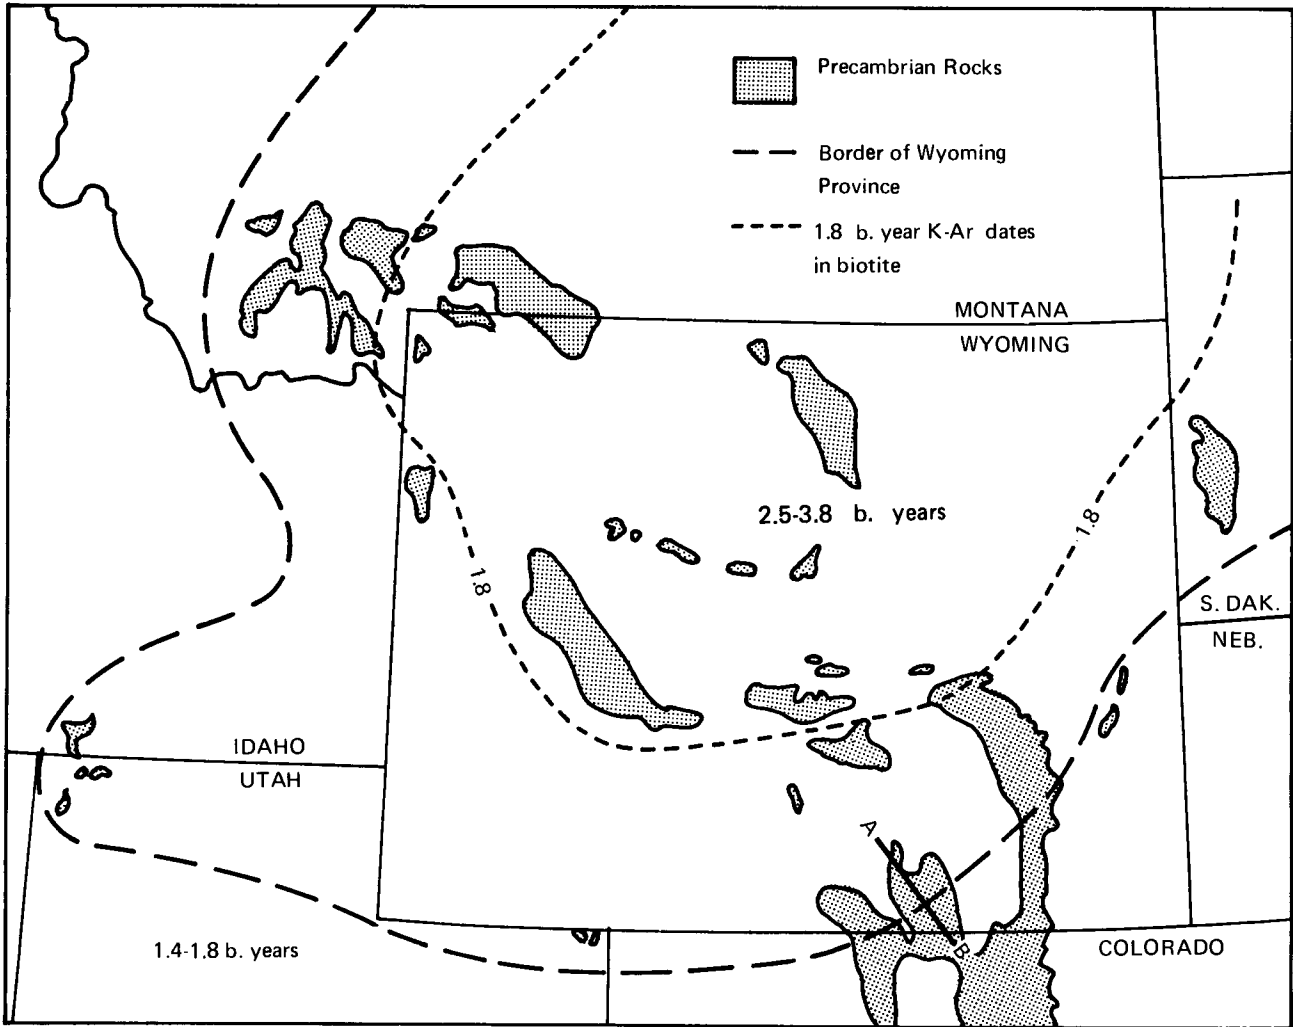 Precambrian Rocks
Border of Wyoming
Province
1.8 b. year K-Ar dates
in biotite
MONTANA
WYOMING
2.5-3.8 b. years
1.8
1.8
S. DAK.
NEB.
IDAHO
UTAH
A
B
1.4-1.8 b. years
COLORADO